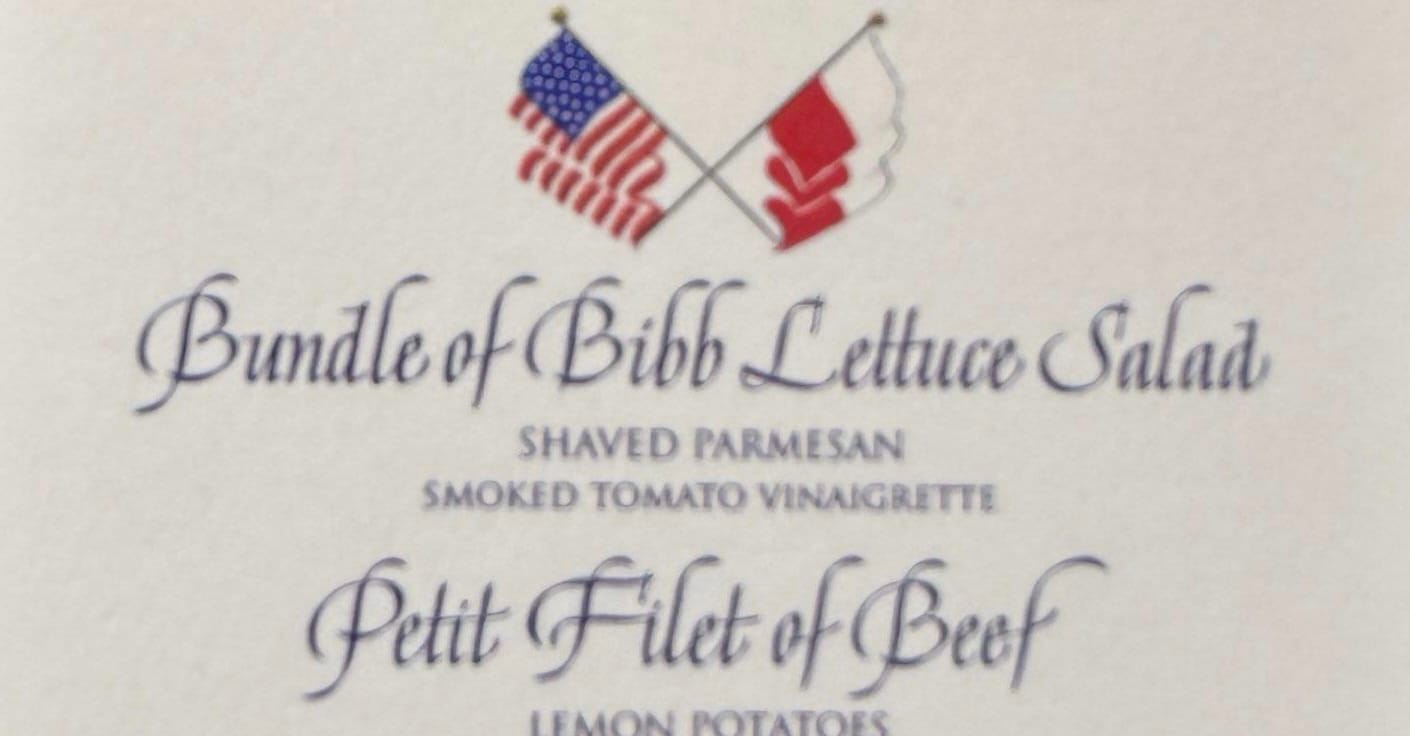 Bundle of Bibb Lettuce Salad
SHAVED PARMESAN
SMOKED TOMATO VINAIGRETTE
Petit Filet of Beef
LEMON POTATOES